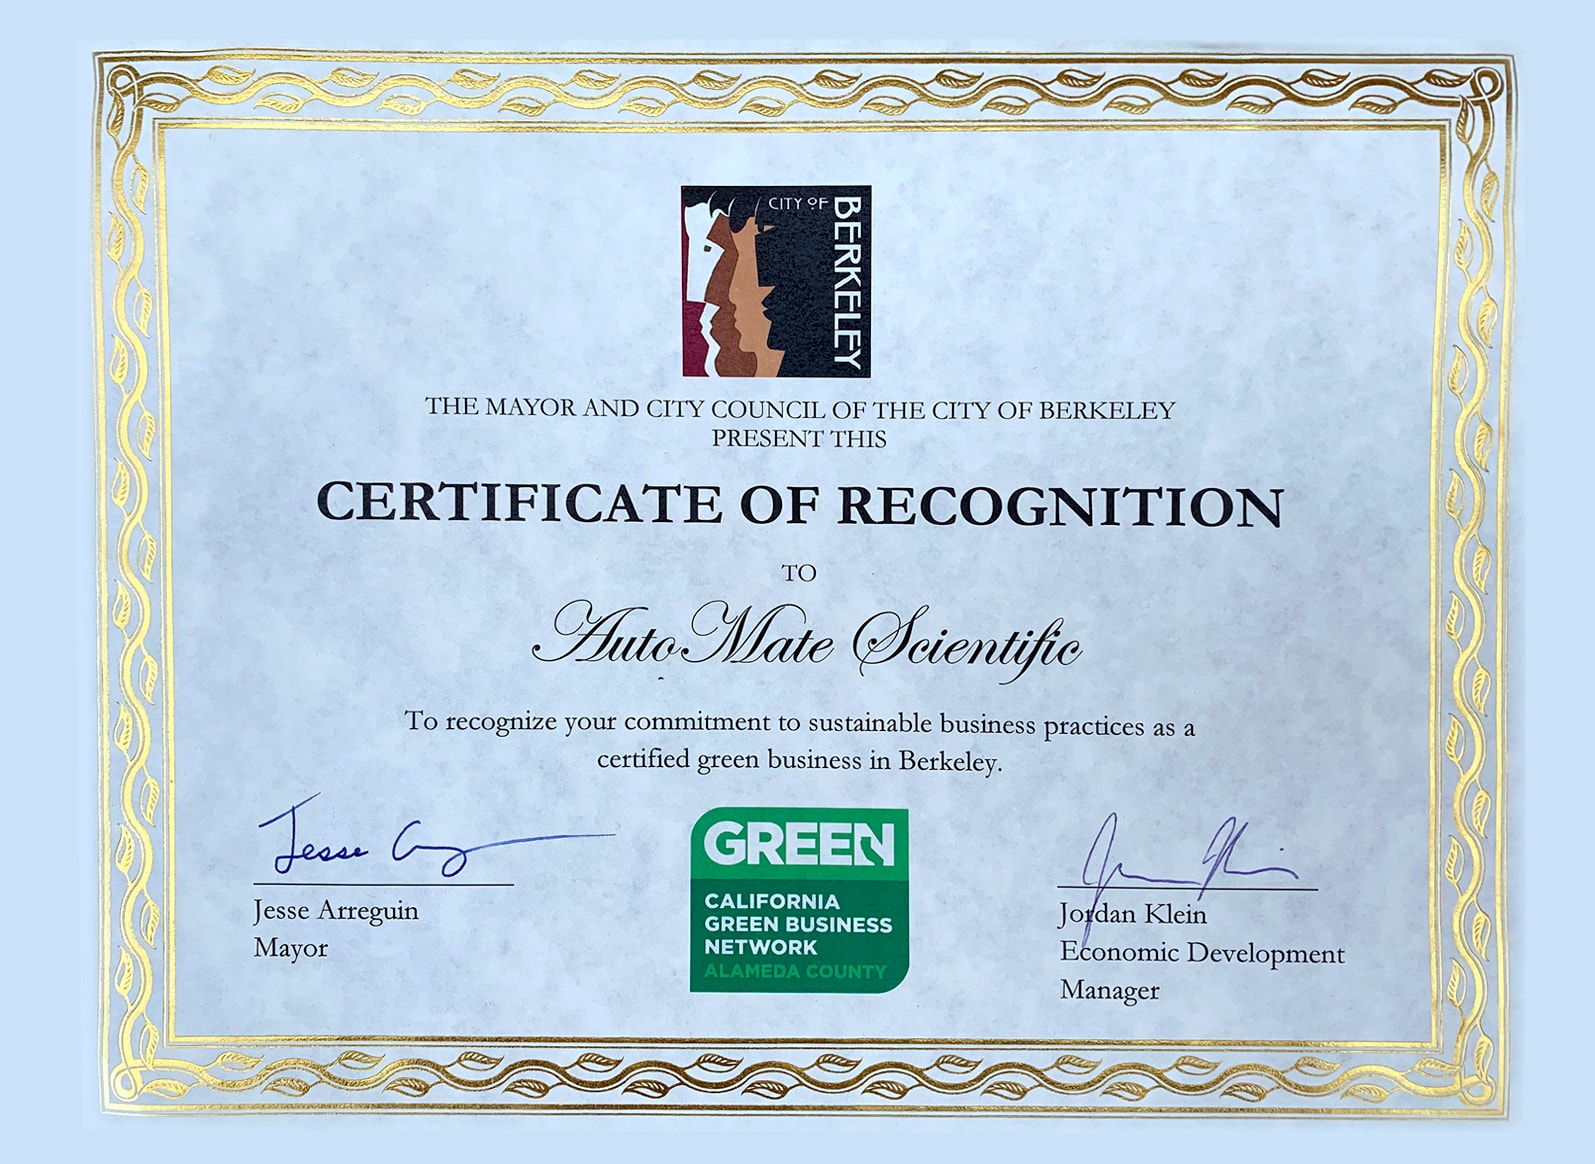 CITY OF
BERKELEY
THE MAYOR AND CITY COUNCIL OF THE CITY OF BERKELEY
PRESENT THIS
CERTIFICATE OF RECOGNITION
TO
AutoMate Scientific
To recognize your commitment to sustainable business practices as a
certified green business in Berkeley.
Jesse Arreguin
Mayor
GREEN
CALIFORNIA
GREEN BUSINESS
NETWORK
ALAMEDA COUNTY
Jordan Klein
Economic Development
Manager